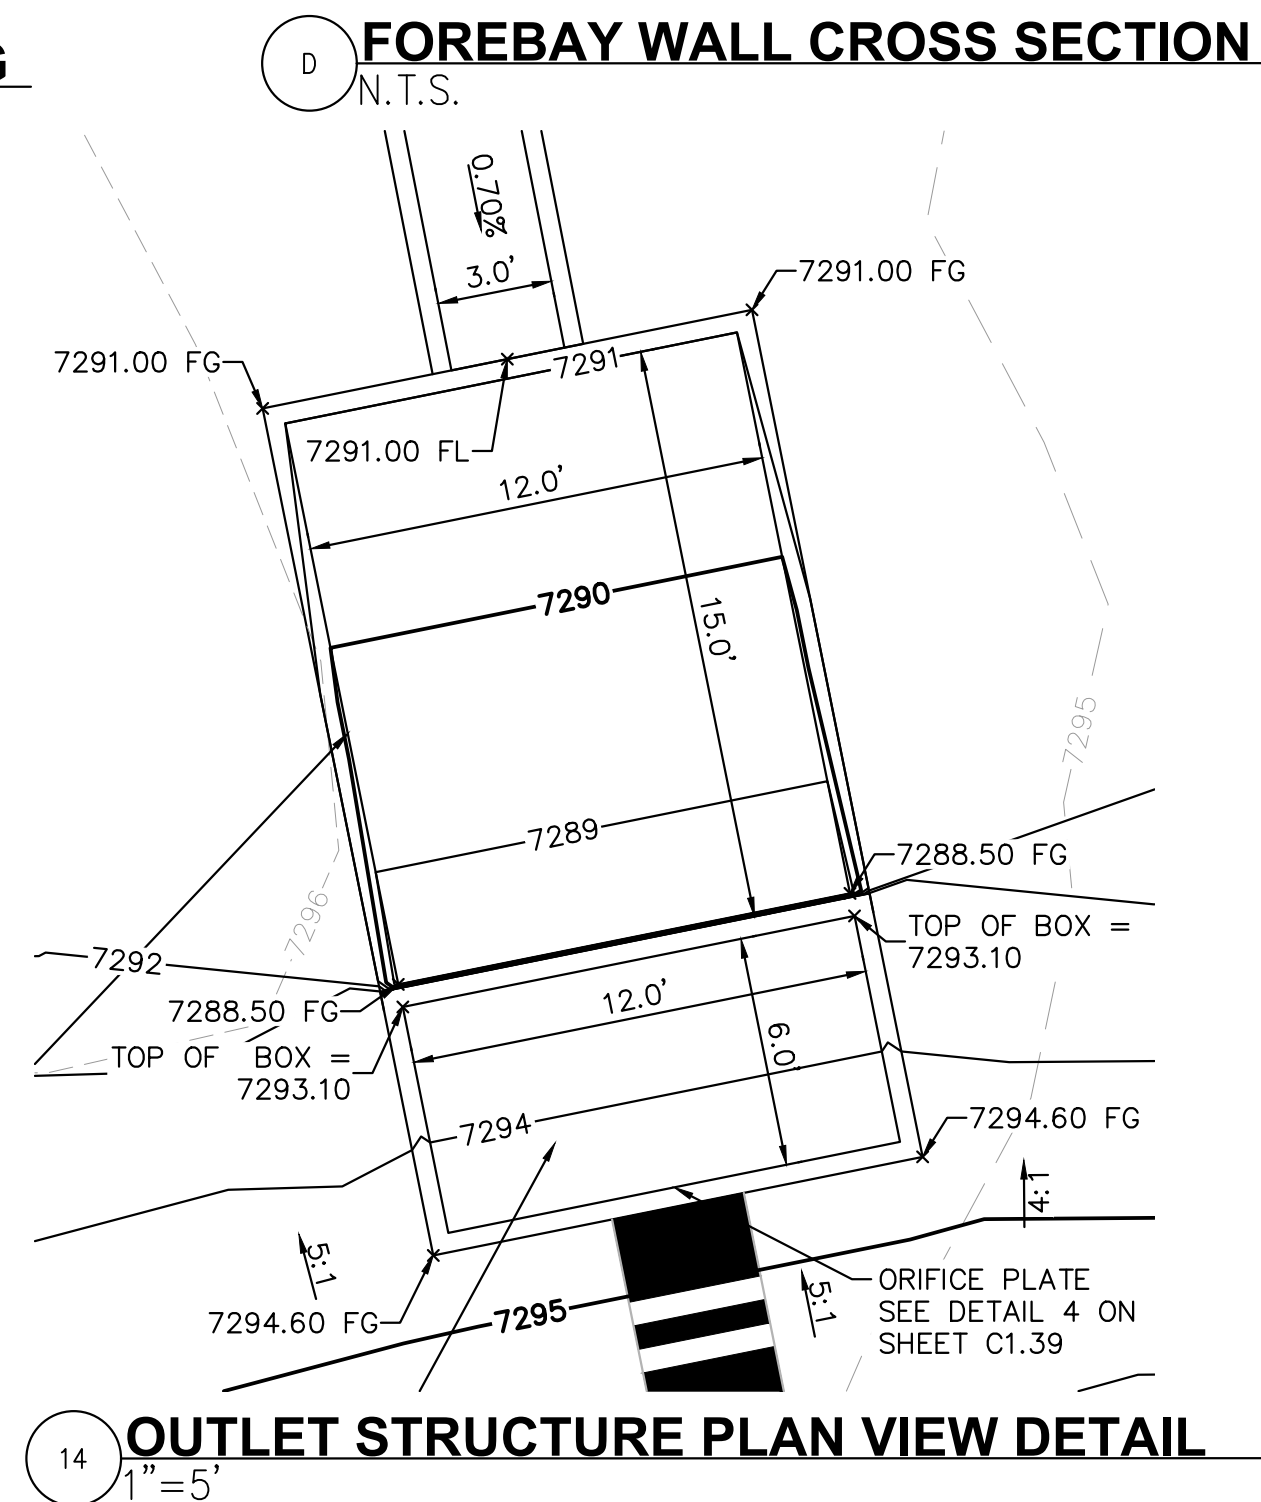 D
FOREBAY WALL CROSS SECTION
N.T.S.
0.70%
3.0'
7291.00 FG
7291.00 FG
7291
7291.00 FL
12.0'
7290
15.0'
7295
7289
7288.50 FG
7296
TOP OF BOX =
7293.10
7292
12.0'
7288.50 FG
6.0'
TOP OF BOX =
7293.10
7294
7294.60 FG
4:1
5:1
ORIFICE PLATE
SEE DETAIL 4 ON
SHEET C1.39
5:1
7294.60 FG
7295
14
OUTLET STRUCTURE PLAN VIEW DETAIL
1"=5'